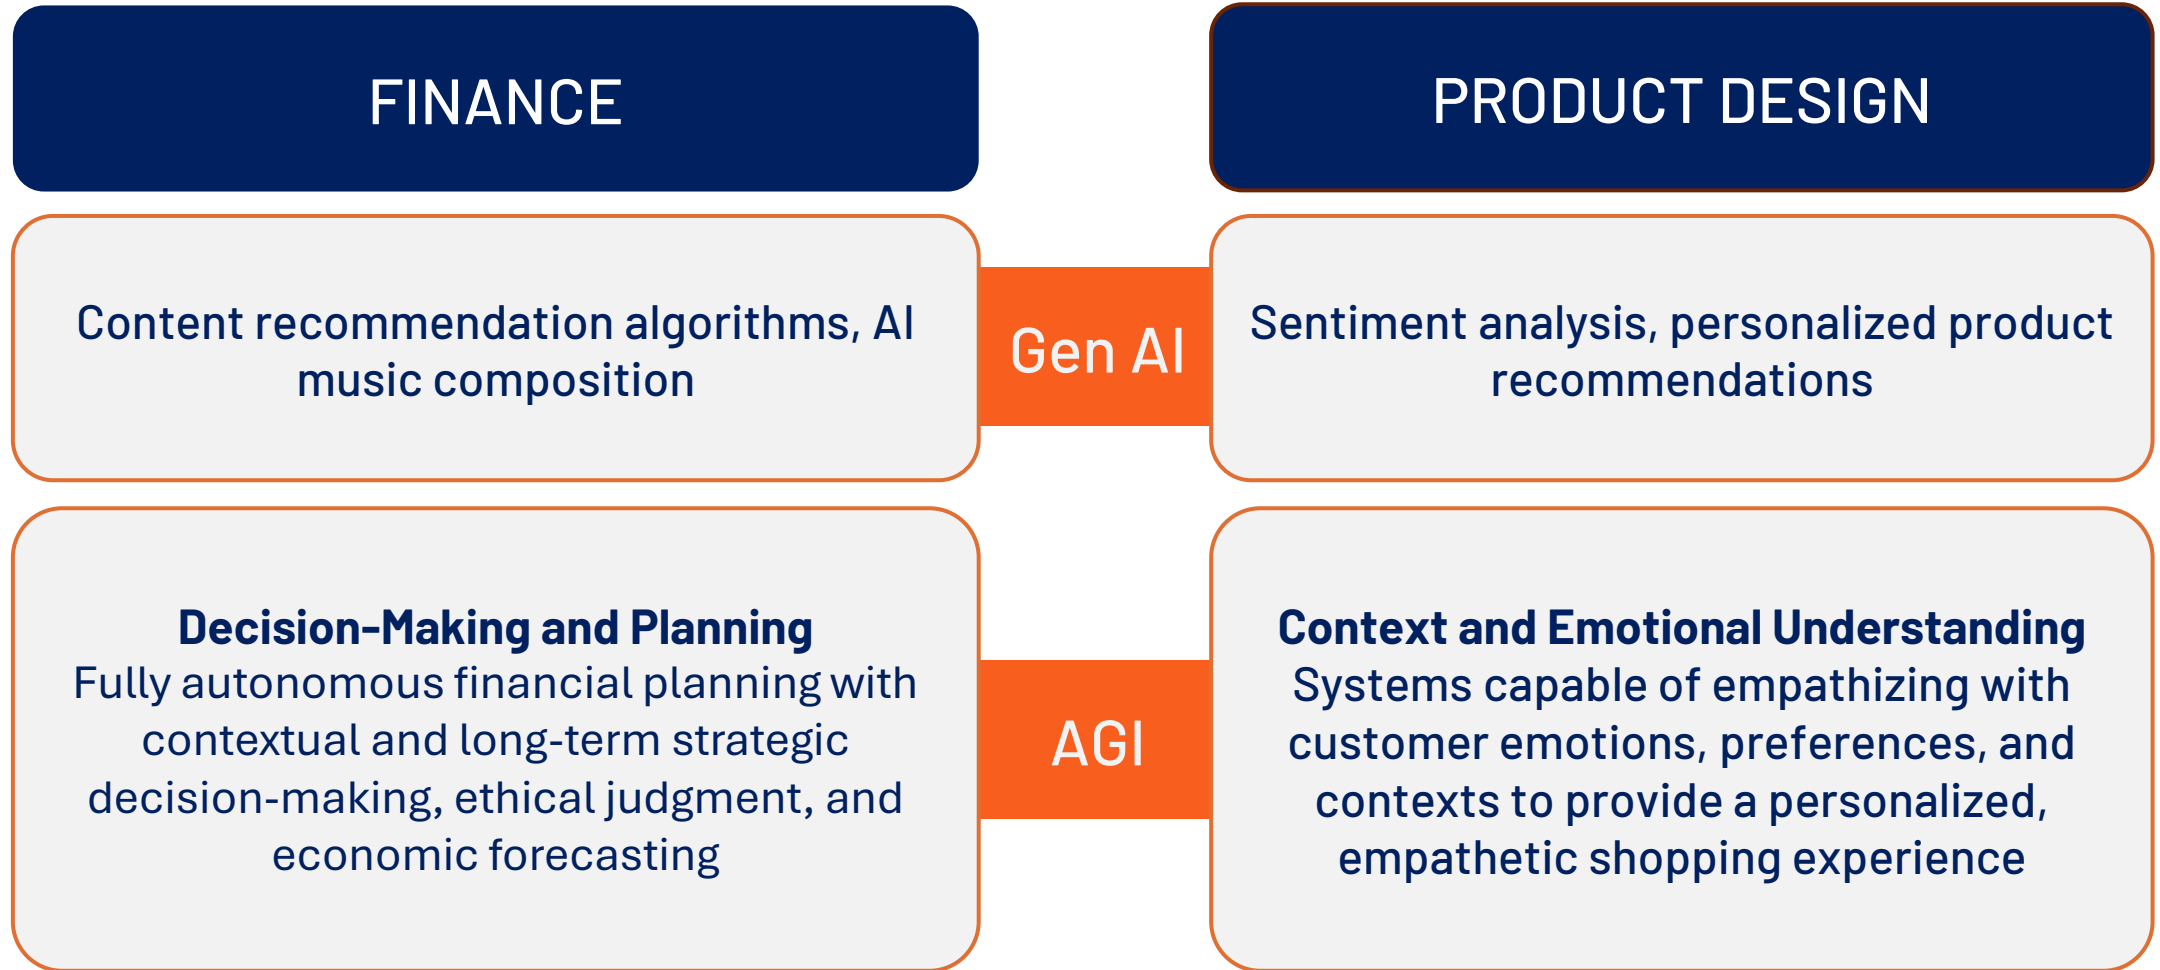 FINANCE
PRODUCT DESIGN
Content recommendation algorithms, AI
music composition
Gen AI
Sentiment analysis, personalized product
recommendations
Decision-Making and Planning
Fully autonomous financial planning with
contextual and long-term strategic
decision-making, ethical judgment, and
economic forecasting
AGI
Context and Emotional Understanding
Systems capable of empathizing with
customer emotions, preferences, and
contexts to provide a personalized,
empathetic shopping experience